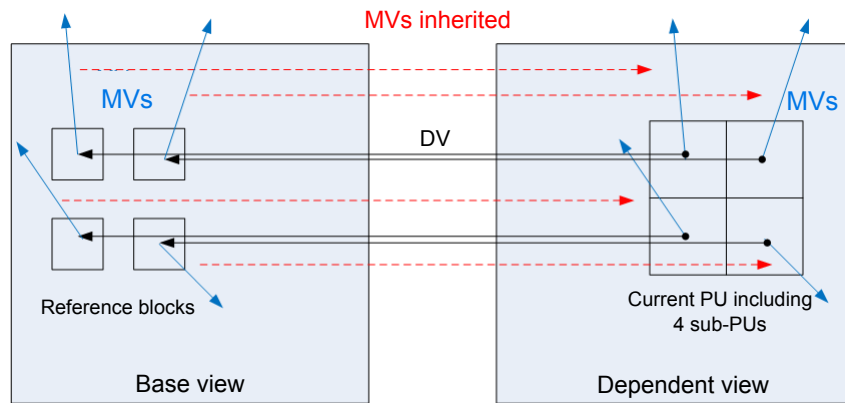 MVs inherited
MVs
MVs
DV
Reference blocks
Current PU including
4 sub-PUs
Base view
Dependent view